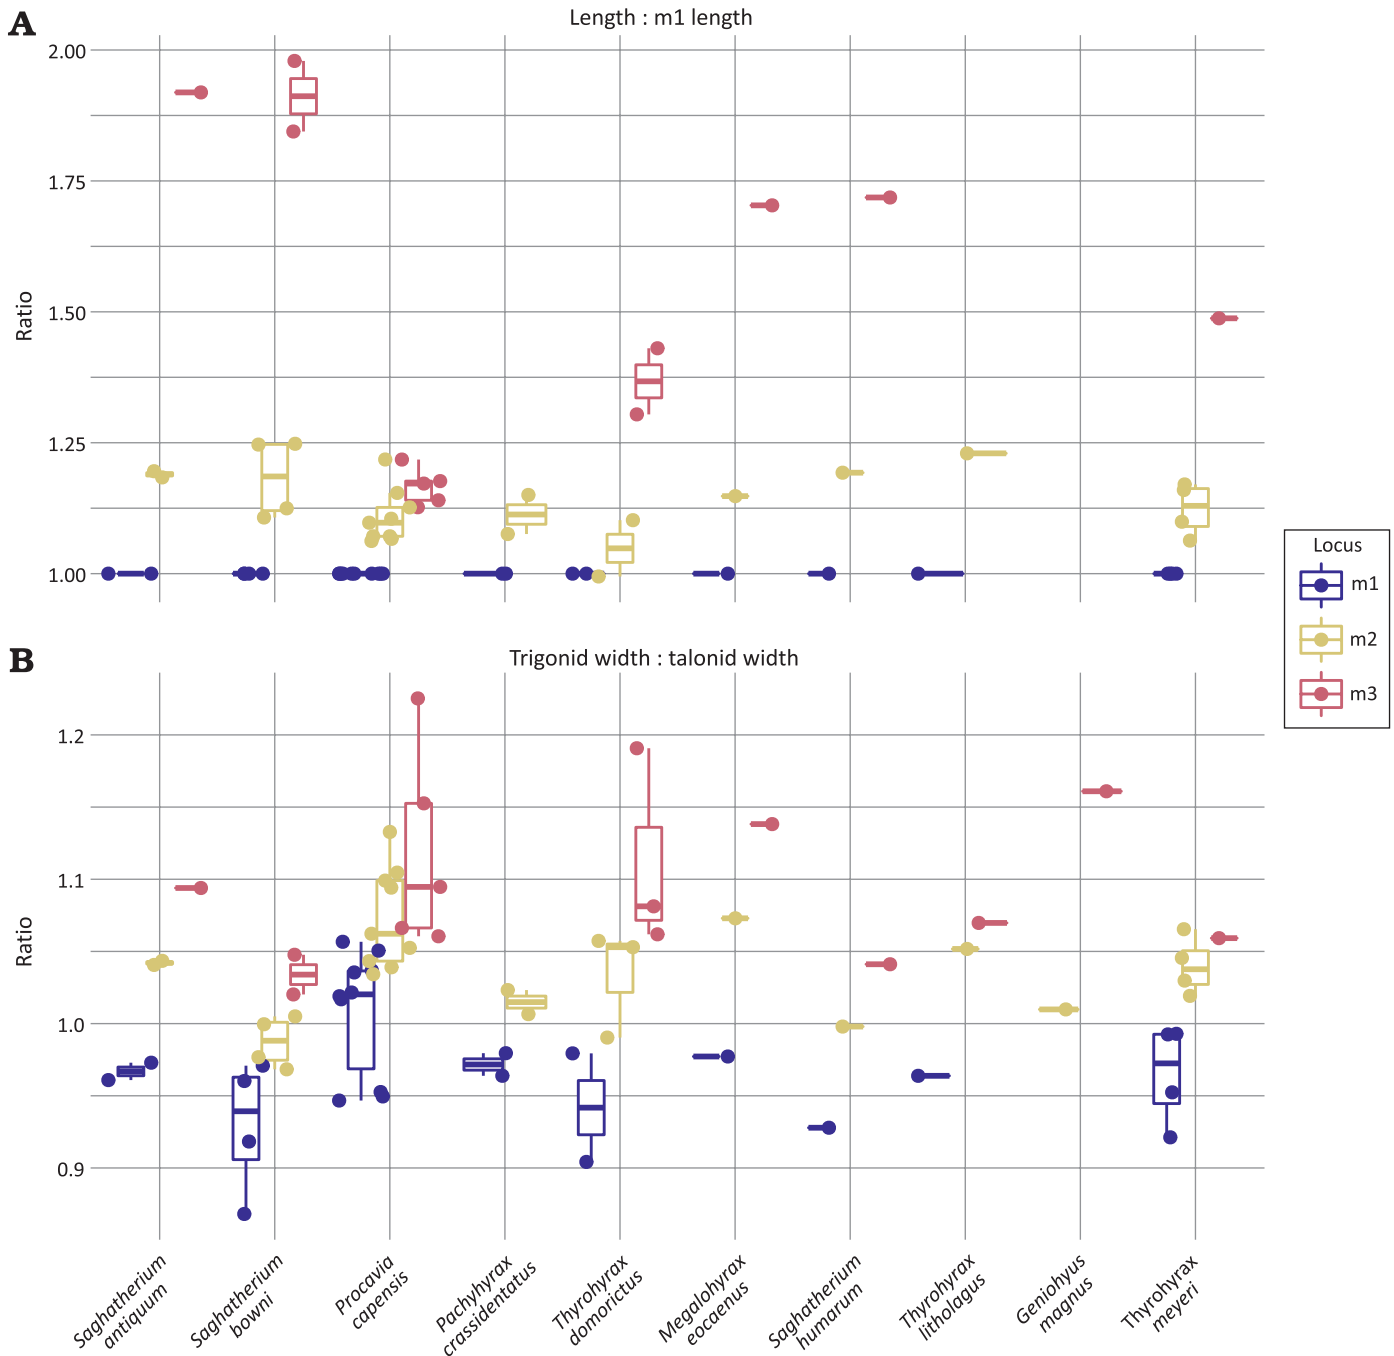 A
Length : m1 length
2.00
1.75
1.50
1.25
1.00
Ratio
Locus
m1
m2
m3
B
Trigonid width : talonid width
1.2
1.1
1.0
0.9
Ratio
Saghatherium
antiquum
Saghatherium
bowni
Procavia
capensis
Pachyhyrax
crassidentatus
Thyrohyrax
domorictus
Megalohyrax
eocaenus
Saghatherium
humarum
Thyrohyrax
litholagus
Geniohyus
magnus
Thyrohyrax
meyeri